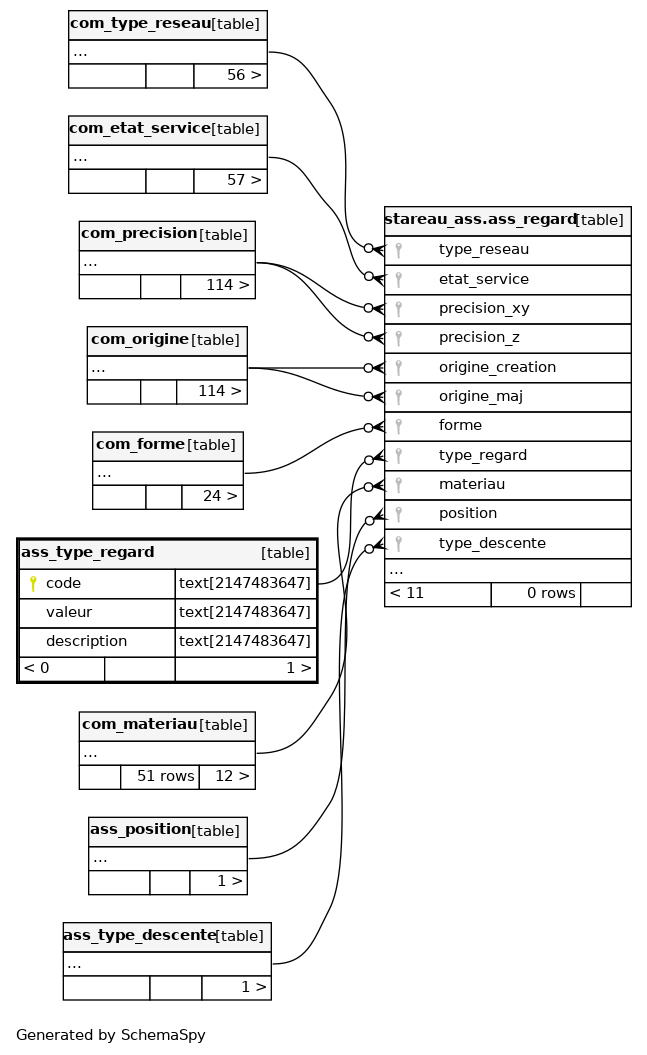 com_type_reseau [table]
...
56 >
com_etat_service [table]
...
57 >
com_precision [table]
...
114 >
com_origine [table]
...
114 >
com_forme [table]
...
24 >
ass_type_regard [table]
code text[2147483647]
valeur text[2147483647]
description text[2147483647]
< 0 1 >
com_materiau [table]
...
51 rows 12 >
ass_position [table]
...
1 >
ass_type_descente [table]
...
1 >
stareau_ass.ass_regard [table]
type_reseau
etat_service
precision_xy
precision_z
origine_creation
origine_maj
forme
type_regard
materiau
position
type_descente
...
< 11 0 rows
Generated by SchemaSpy